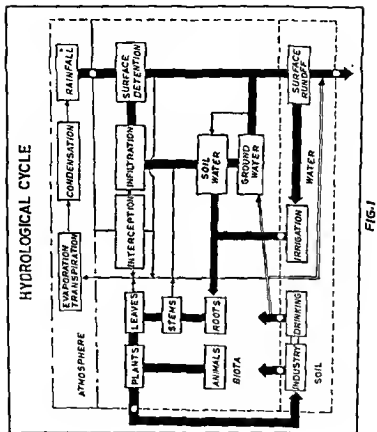 HYDROLOGICAL CYCLE
EVAPORATION
TRANSPIRATION
CONDENSATION
RAINFALL
ATMOSPHERE
PLANTS
LEAVES
INTERCEPTION
INFILTRATION
SURFACE
DETENTION
STEMS
ANIMALS
ROOTS
SOIL
WATER
GROUND
WATER
BIOTA
INDUSTRY
DRINKING
IRRIGATION
WATER
SURFACE
RUNOFF
SOIL
FIG-1